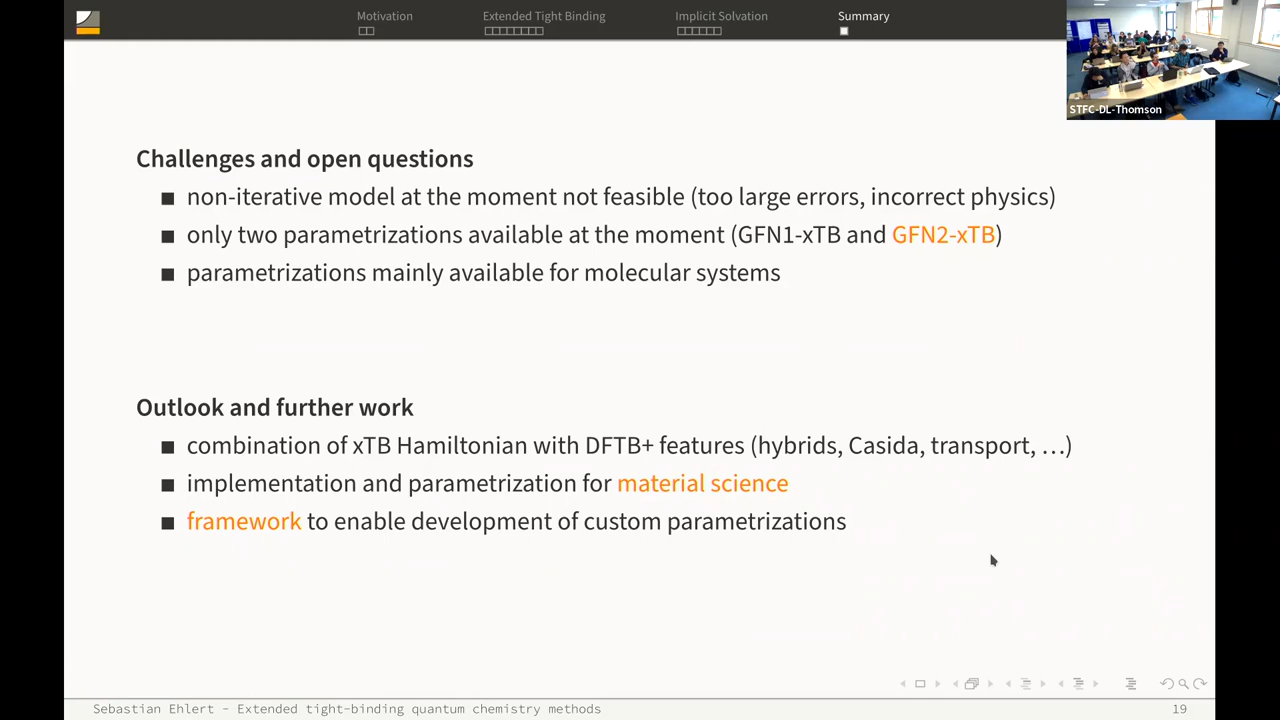 Motivation
Extended Tight Binding
Implicit Solvation
Summary
STFC-DL-Thomson
Challenges and open questions
non-iterative model at the moment not feasible (too large errors, incorrect physics)
only two parametrizations available at the moment (GFN1-xTB and GFN2-xTB)
parametrizations mainly available for molecular systems
Outlook and further work
combination of xTB Hamiltonian with DFTB+ features (hybrids, Casida, transport, …)
implementation and parametrization for material science
framework to enable development of custom parametrizations
Sebastian Ehlert – Extended tight-binding quantum chemistry methods
19